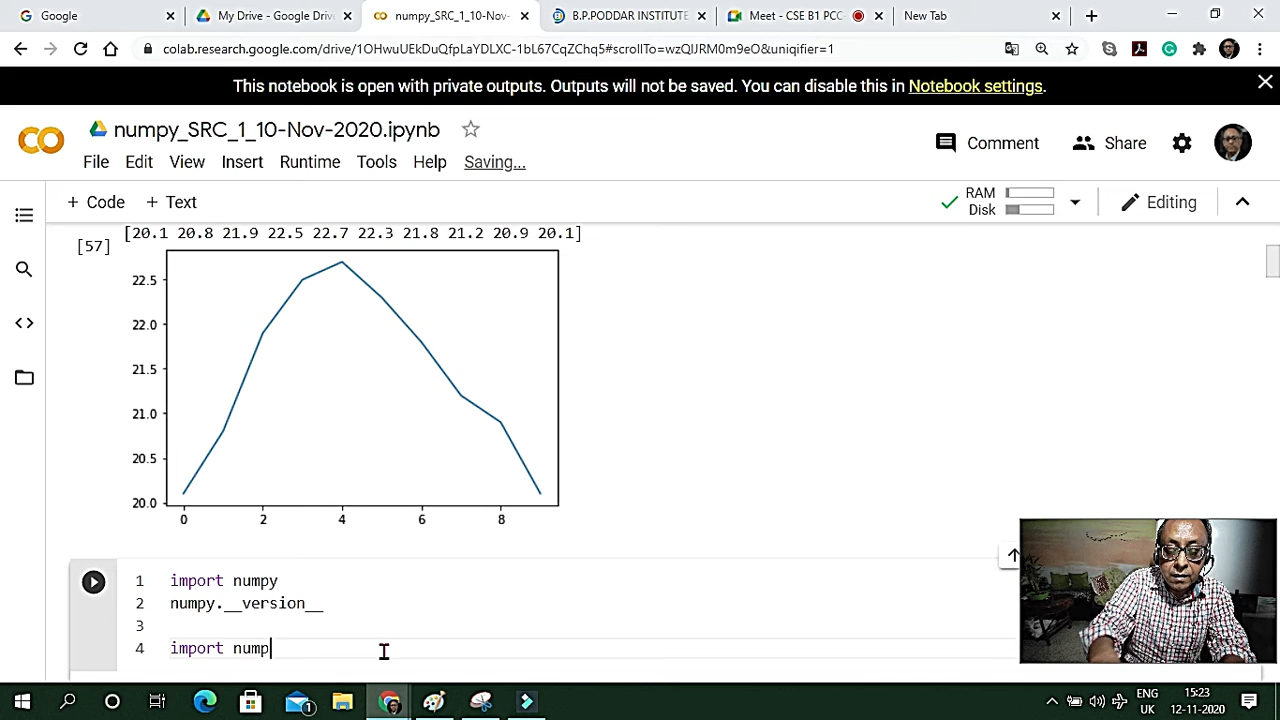 Google
My Drive - Google Driv
numpy_SRC_1_10-Nov-
B.P.PODDAR INSTITUTE
Meet - CSE B1 PCC
New Tab
colab.research.google.com/drive/1OHwuUEkDuQfpLaYDLXC-1bL67CqZChq5#scrollTo=wzQlJRM0m9eO&uniqifier=1
This notebook is open with private outputs. Outputs will not be saved. You can disable this in Notebook settings.
numpy_SRC_1_10-Nov-2020.ipynb
Comment
Share
File Edit View Insert Runtime Tools Help Saving...
+ Code + Text
RAM
Disk
Editing
[57]
[20.1 20.8 21.9 22.5 22.7 22.3 21.8 21.2 20.9 20.1]
22.5
22.0
21.5
21.0
20.5
20.0
0 2 4 6 8
1 import numpy
2 numpy.__version__
3
4 import nump
1
ENG
UK
15:23
12-11-2020